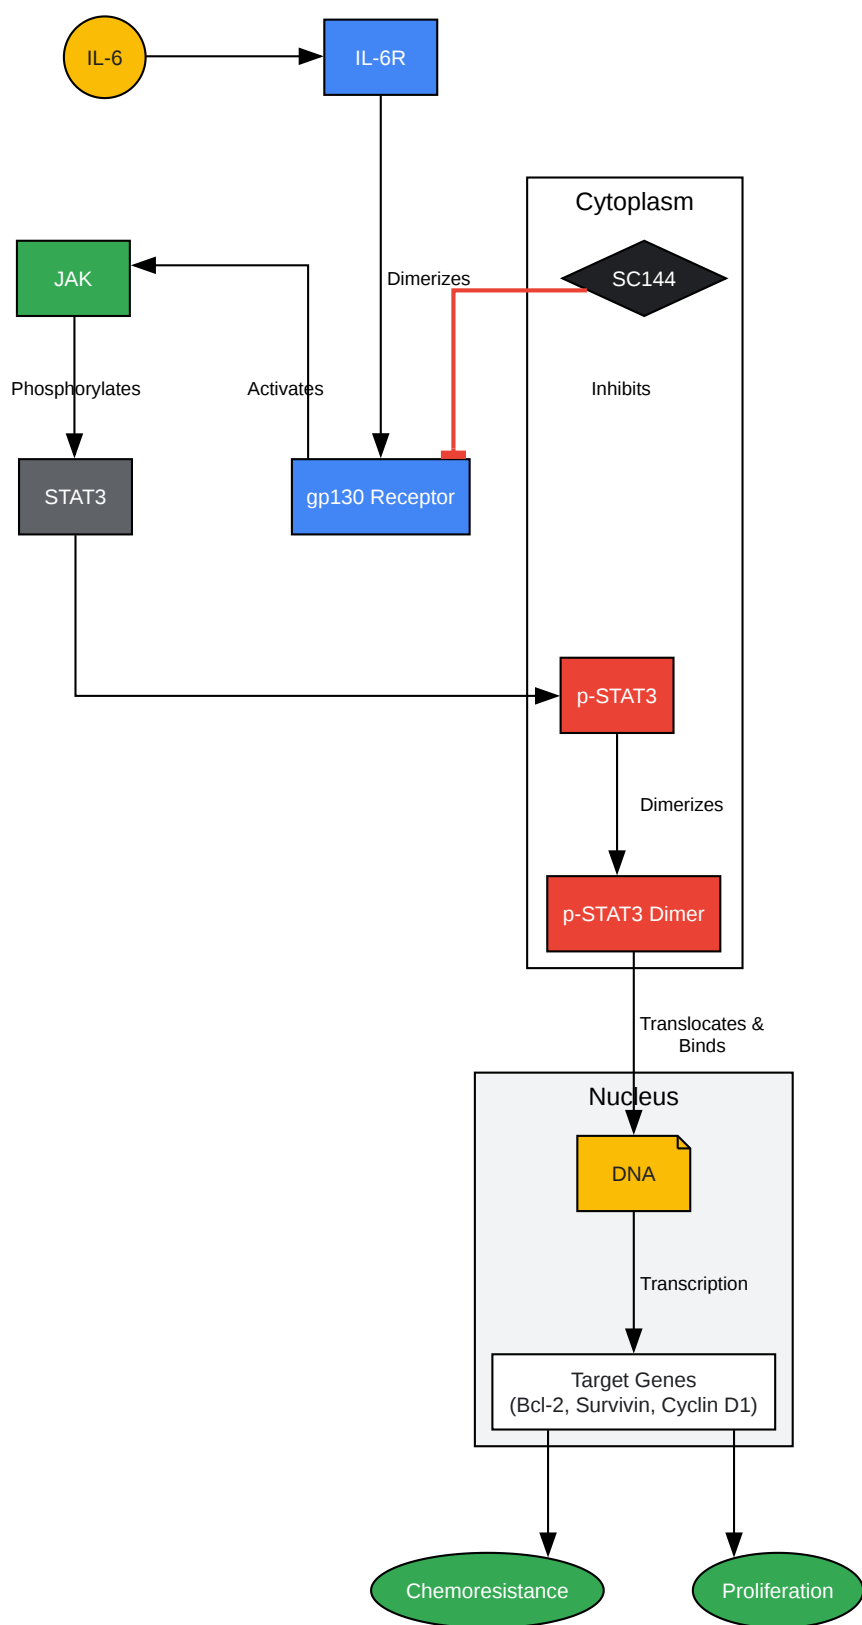 IL-6
IL-6R
Cytoplasm
JAK
Dimerizes
SC144
Phosphorylates
Activates
Inhibits
STAT3
gp130 Receptor
p-STAT3
Dimerizes
p-STAT3 Dimer
Translocates &
Binds
Nucleus
DNA
Transcription
Target Genes
(Bcl-2, Survivin, Cyclin D1)
Chemoresistance
Proliferation